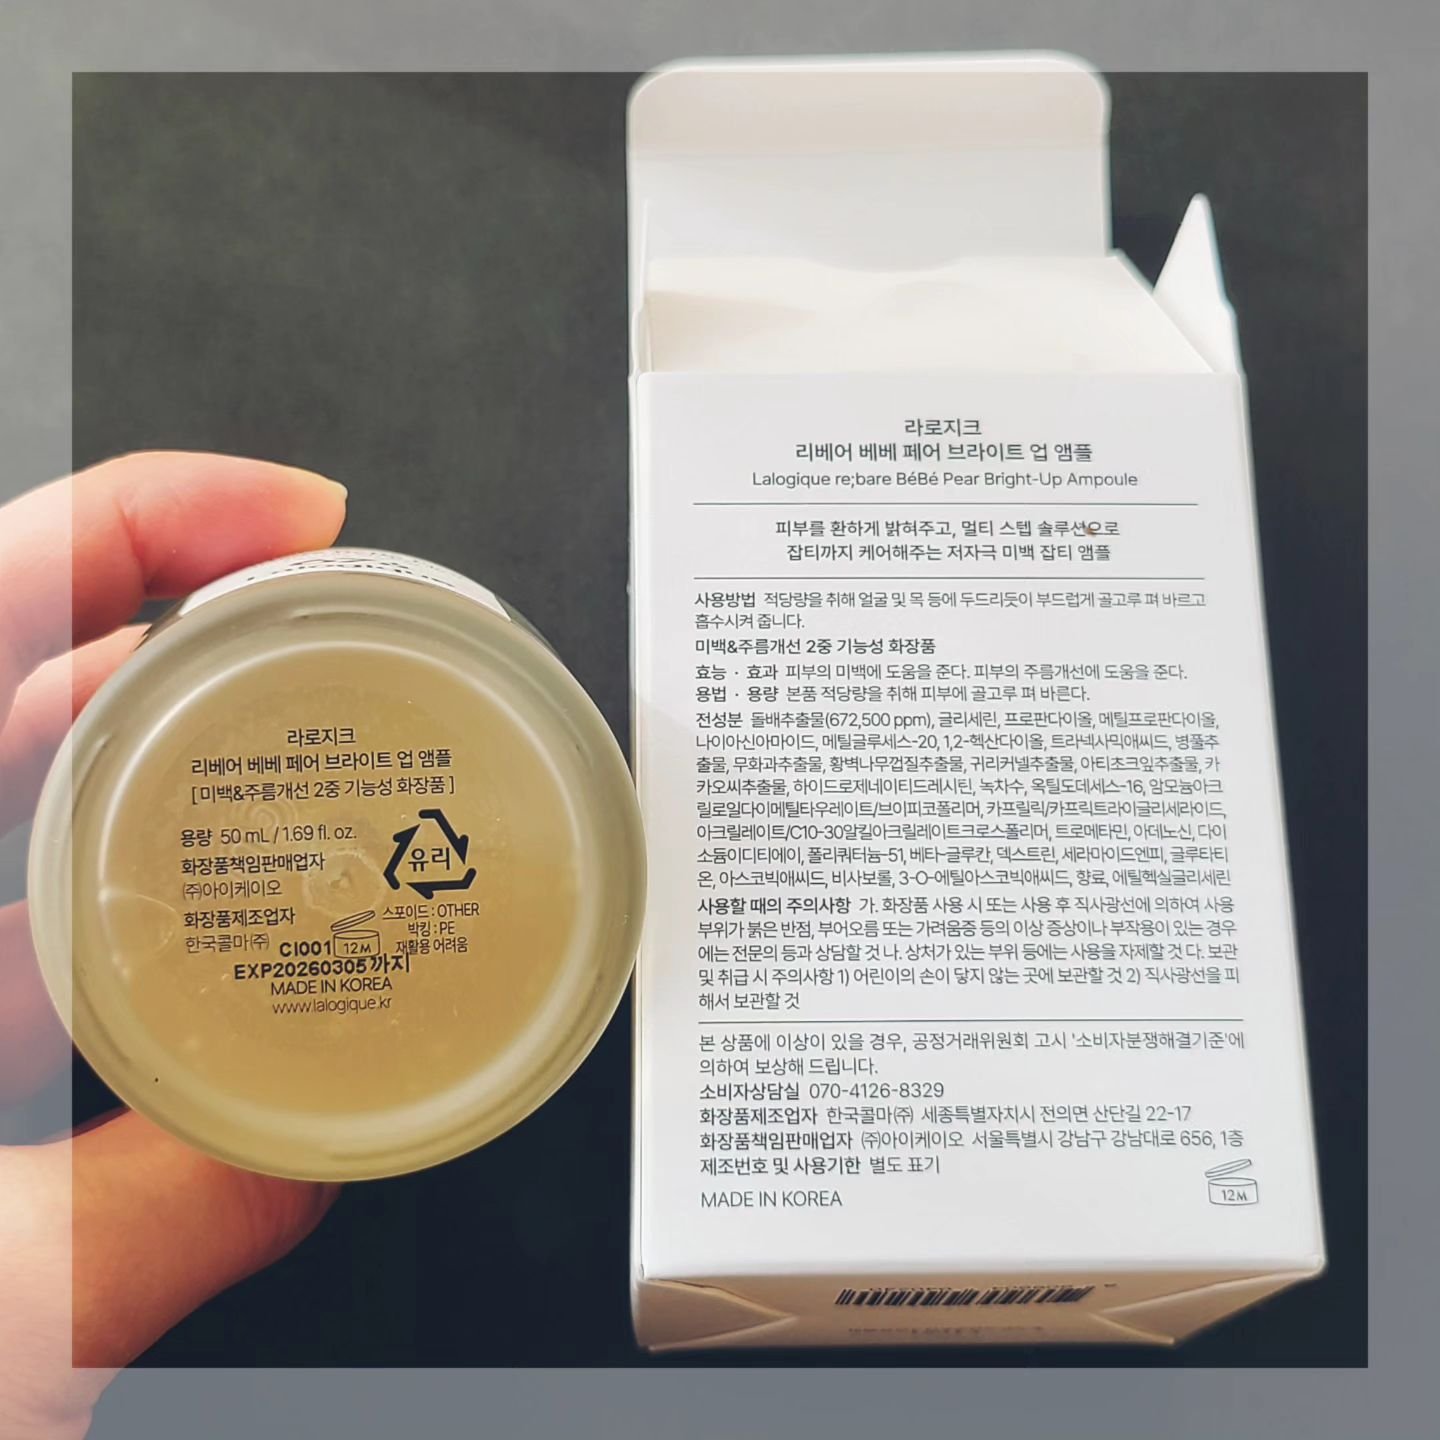 라로지크
리베어 베베 페어 브라이트 업 앰플
[ 미백&주름개선 2중 기능성 화장품 ]
용량 50 mL / 1.69 fl. oz.
화장품책임판매업자
㈜아이케이오
화장품제조업자
한국콜마㈜
유리
스포이드 : OTHER
박킹 : PE
재활용 어려움
CI001
12M
EXP20260305까지
MADE IN KOREA
www.lalogique.kr
라로지크
리베어 베베 페어 브라이트 업 앰플
Lalogique re;bare BéBé Pear Bright-Up Ampoule
피부를 환하게 밝혀주고, 멀티 스텝 솔루션으로
잡티까지 케어해주는 저자극 미백 잡티 앰플
사용방법 적당량을 취해 얼굴 및 목 등에 두드리듯이 부드럽게 골고루 펴 바르고
흡수시켜 줍니다.
미백&주름개선 2중 기능성 화장품
효능 · 효과 피부의 미백에 도움을 준다. 피부의 주름개선에 도움을 준다.
용법 · 용량 본품 적당량을 취해 피부에 골고루 펴 바른다.
전성분 돌배추출물(672,500 ppm), 글리세린, 프로판다이올, 메틸프로판다이올,
나이아신아마이드, 메틸글루세스-20, 1,2-헥산다이올, 트라넥사믹애씨드, 병풀추
출물, 무화과추출물, 황벽나무껍질추출물, 귀리커넬추출물, 아티초크잎추출물, 카
카오씨추출물, 하이드로제네이티드레시틴, 녹차수, 옥틸도데세스-16, 암모늄아크
릴로일다이메틸타우레이트/브이피코폴리머, 카프릴릭/카프릭트라이글리세라이드,
아크릴레이트/C10-30알킬아크릴레이트크로스폴리머, 트로메타민, 아데노신, 다이
소듐이디티에이, 폴리쿼터늄-51, 베타-글루칸, 덱스트린, 세라마이드엔피, 글루타티
온, 아스코빅애씨드, 비사보롤, 3-O-에틸아스코빅애씨드, 향료, 에틸헥실글리세린
사용할 때의 주의사항 가. 화장품 사용 시 또는 사용 후 직사광선에 의하여 사용
부위가 붉은 반점, 부어오름 또는 가려움증 등의 이상 증상이나 부작용이 있는 경우
에는 전문의 등과 상담할 것 나. 상처가 있는 부위 등에는 사용을 자제할 것 다. 보관
및 취급 시 주의사항 1) 어린이의 손이 닿지 않는 곳에 보관할 것 2) 직사광선을 피
해서 보관할 것
본 상품에 이상이 있을 경우, 공정거래위원회 고시 '소비자분쟁해결기준'에
의하여 보상해 드립니다.
소비자상담실 070-4126-8329
화장품제조업자 한국콜마㈜ 세종특별자치시 전의면 산단길 22-17
화장품책임판매업자 ㈜아이케이오 서울특별시 강남구 강남대로 656, 1층
제조번호 및 사용기한 별도 표기
MADE IN KOREA
12M